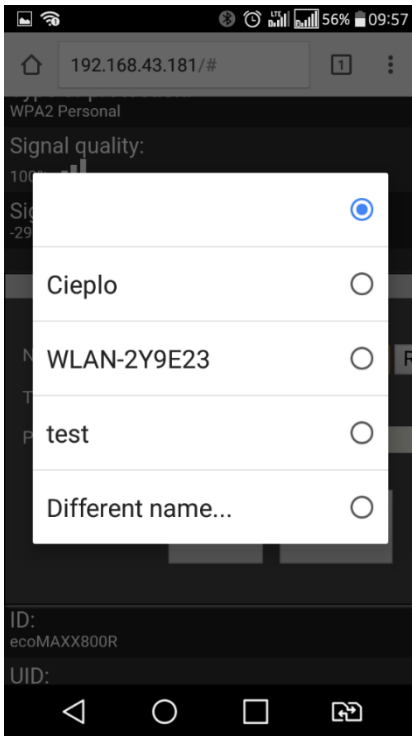 56% 09:57
192.168.43.181/#
1
WPA2 Personal
Signal quality:
Cieplo
WLAN-2Y9E23
test
Different name...
ID:
ecoMAXX800R
UID: